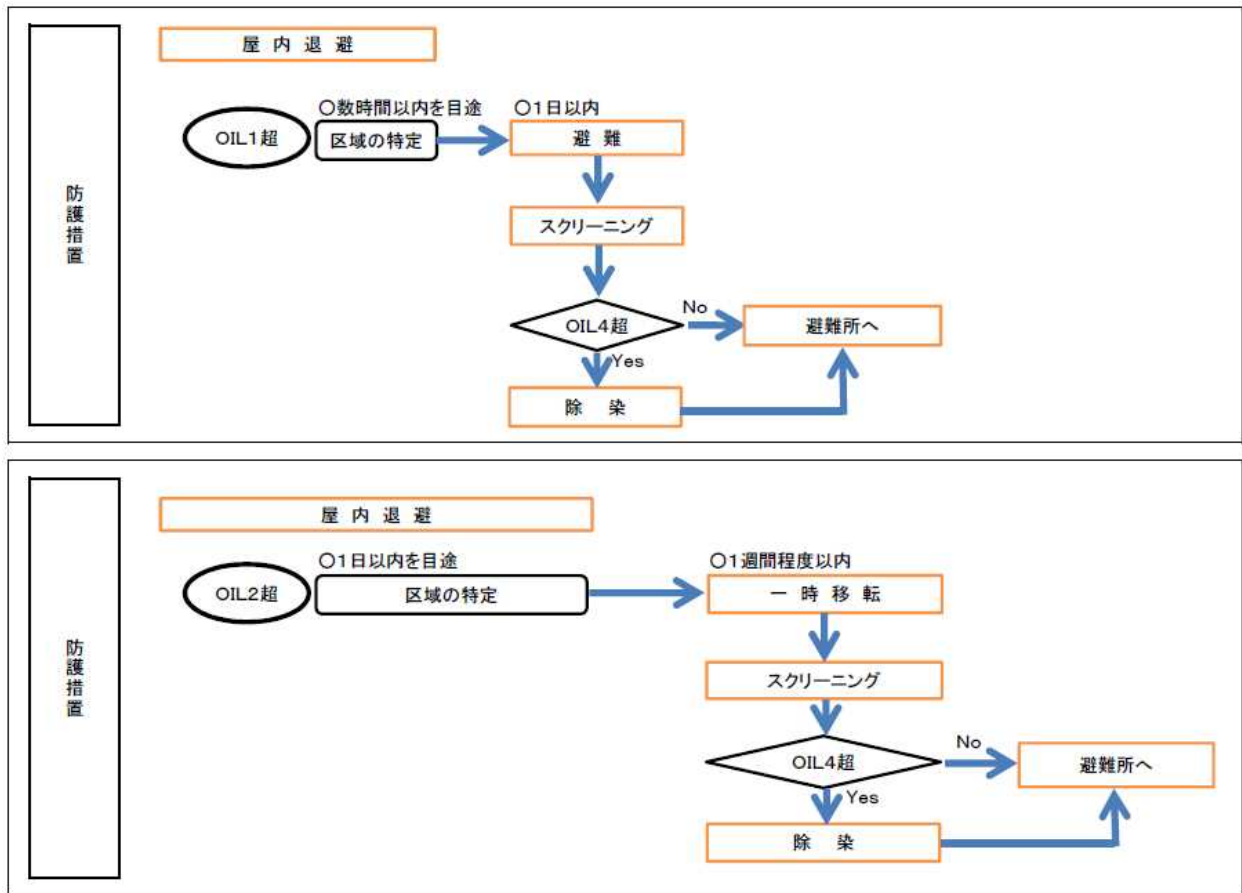 防護措置
屋内退避
○数時間以内を目途
○1日以内
OIL1超
区域の特定
避難
スクリーニング
OIL4超
No
避難所へ
Yes
除染
防護措置
屋内退避
○1日以内を目途
○1週間程度以内
OIL2超
区域の特定
一時移転
スクリーニング
OIL4超
No
避難所へ
Yes
除染